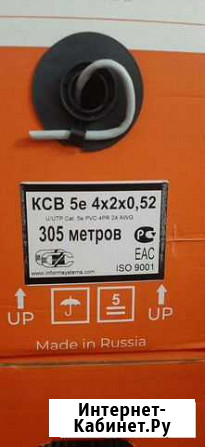 КСВ 5е 4х2х0,52
U/UTP Cat. 5e PVC 4PR 24 AWG
305 метров
EAC
www.informsystema.com
ISO 9001
UP
5
UP
Made in Russia
Интернет-
Кабинет.Ру